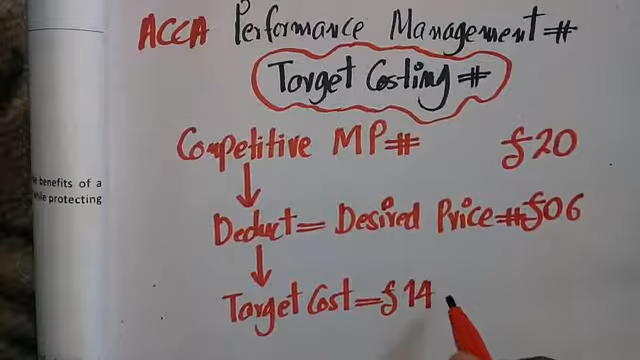 ACCA Performance Management #
Target Costing #
Competitive MP # £20
Deduct = Desired Price # £06
Target Cost = £14
benefits of a
while protecting